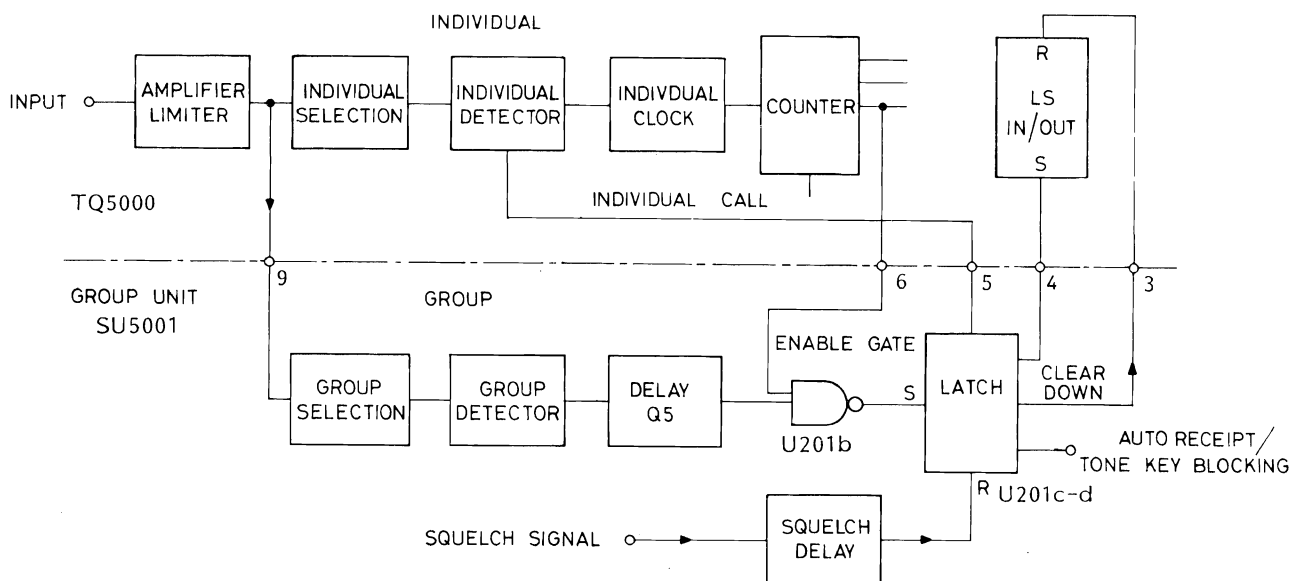 INDIVIDUAL
INPUT
AMPLIFIER
LIMITER
INDIVIDUAL
SELECTION
INDIVIDUAL
DETECTOR
INDIVDUAL
CLOCK
COUNTER
R
LS
IN/OUT
S
TQ5000
INDIVIDUAL CALL
9
6
5
4
3
GROUP UNIT
SU5001
GROUP
ENABLE GATE
GROUP
SELECTION
GROUP
DETECTOR
DELAY
Q5
U201b
S
LATCH
CLEAR
DOWN
AUTO RECEIPT/
TONE KEY BLOCKING
R
U201c-d
SQUELCH SIGNAL
SQUELCH
DELAY